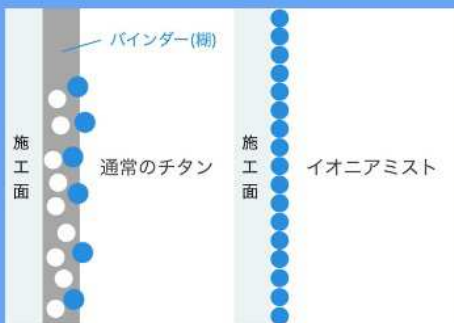 バインダー(糊)
施工面
通常のチタン
施工面
イオニアミスト